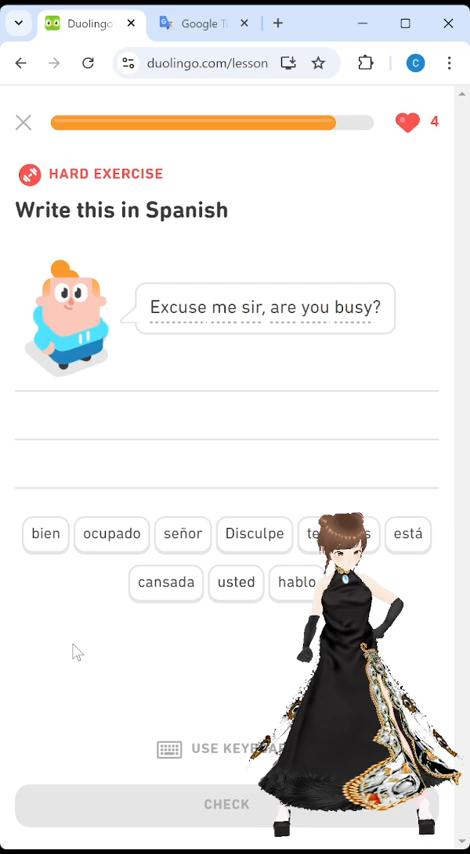 Duolingo
Google T
duolingo.com/lesson
C
4
HARD EXERCISE
Write this in Spanish
Excuse me sir, are you busy?
bien ocupado señor Disculpe está
cansada usted hablo
USE
CHECK